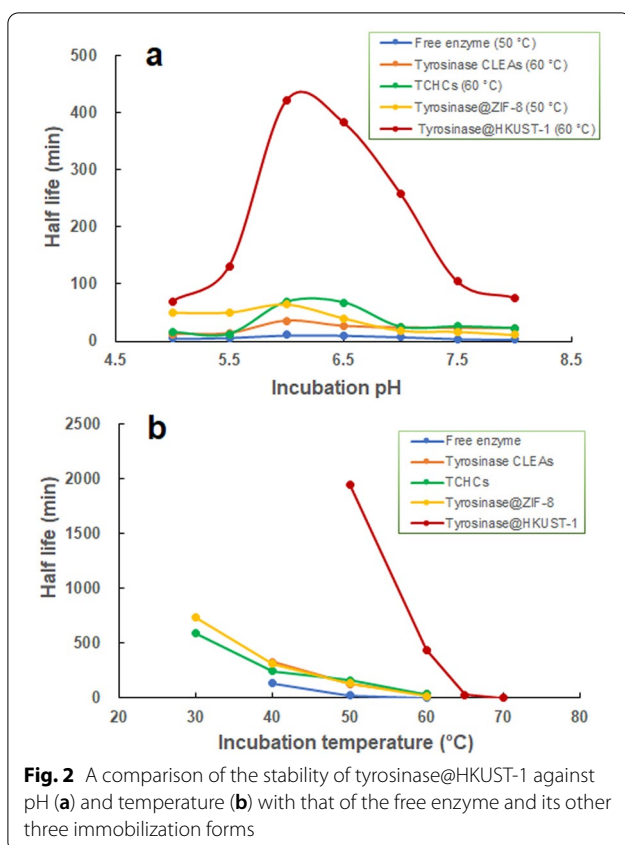 a
Free enzyme (50 °C)
Tyrosinase CLEAs (60 °C)
TCHCs (60 °C)
Tyrosinase@ZIF-8 (50 °C)
Tyrosinase@HKUST-1 (60 °C)
Half life (min)
500
400
300
200
100
0
4.5 5.5 6.5 7.5 8.5
Incubation pH
b
Free enzyme
Tyrosinase CLEAs
TCHCs
Tyrosinase@ZIF-8
Tyrosinase@HKUST-1
Half life (min)
2500
2000
1500
1000
500
0
20 30 40 50 60 70 80
Incubation temperature (°C)
Fig. 2 A comparison of the stability of tyrosinase@HKUST-1 against
pH (a) and temperature (b) with that of the free enzyme and its other
three immobilization forms